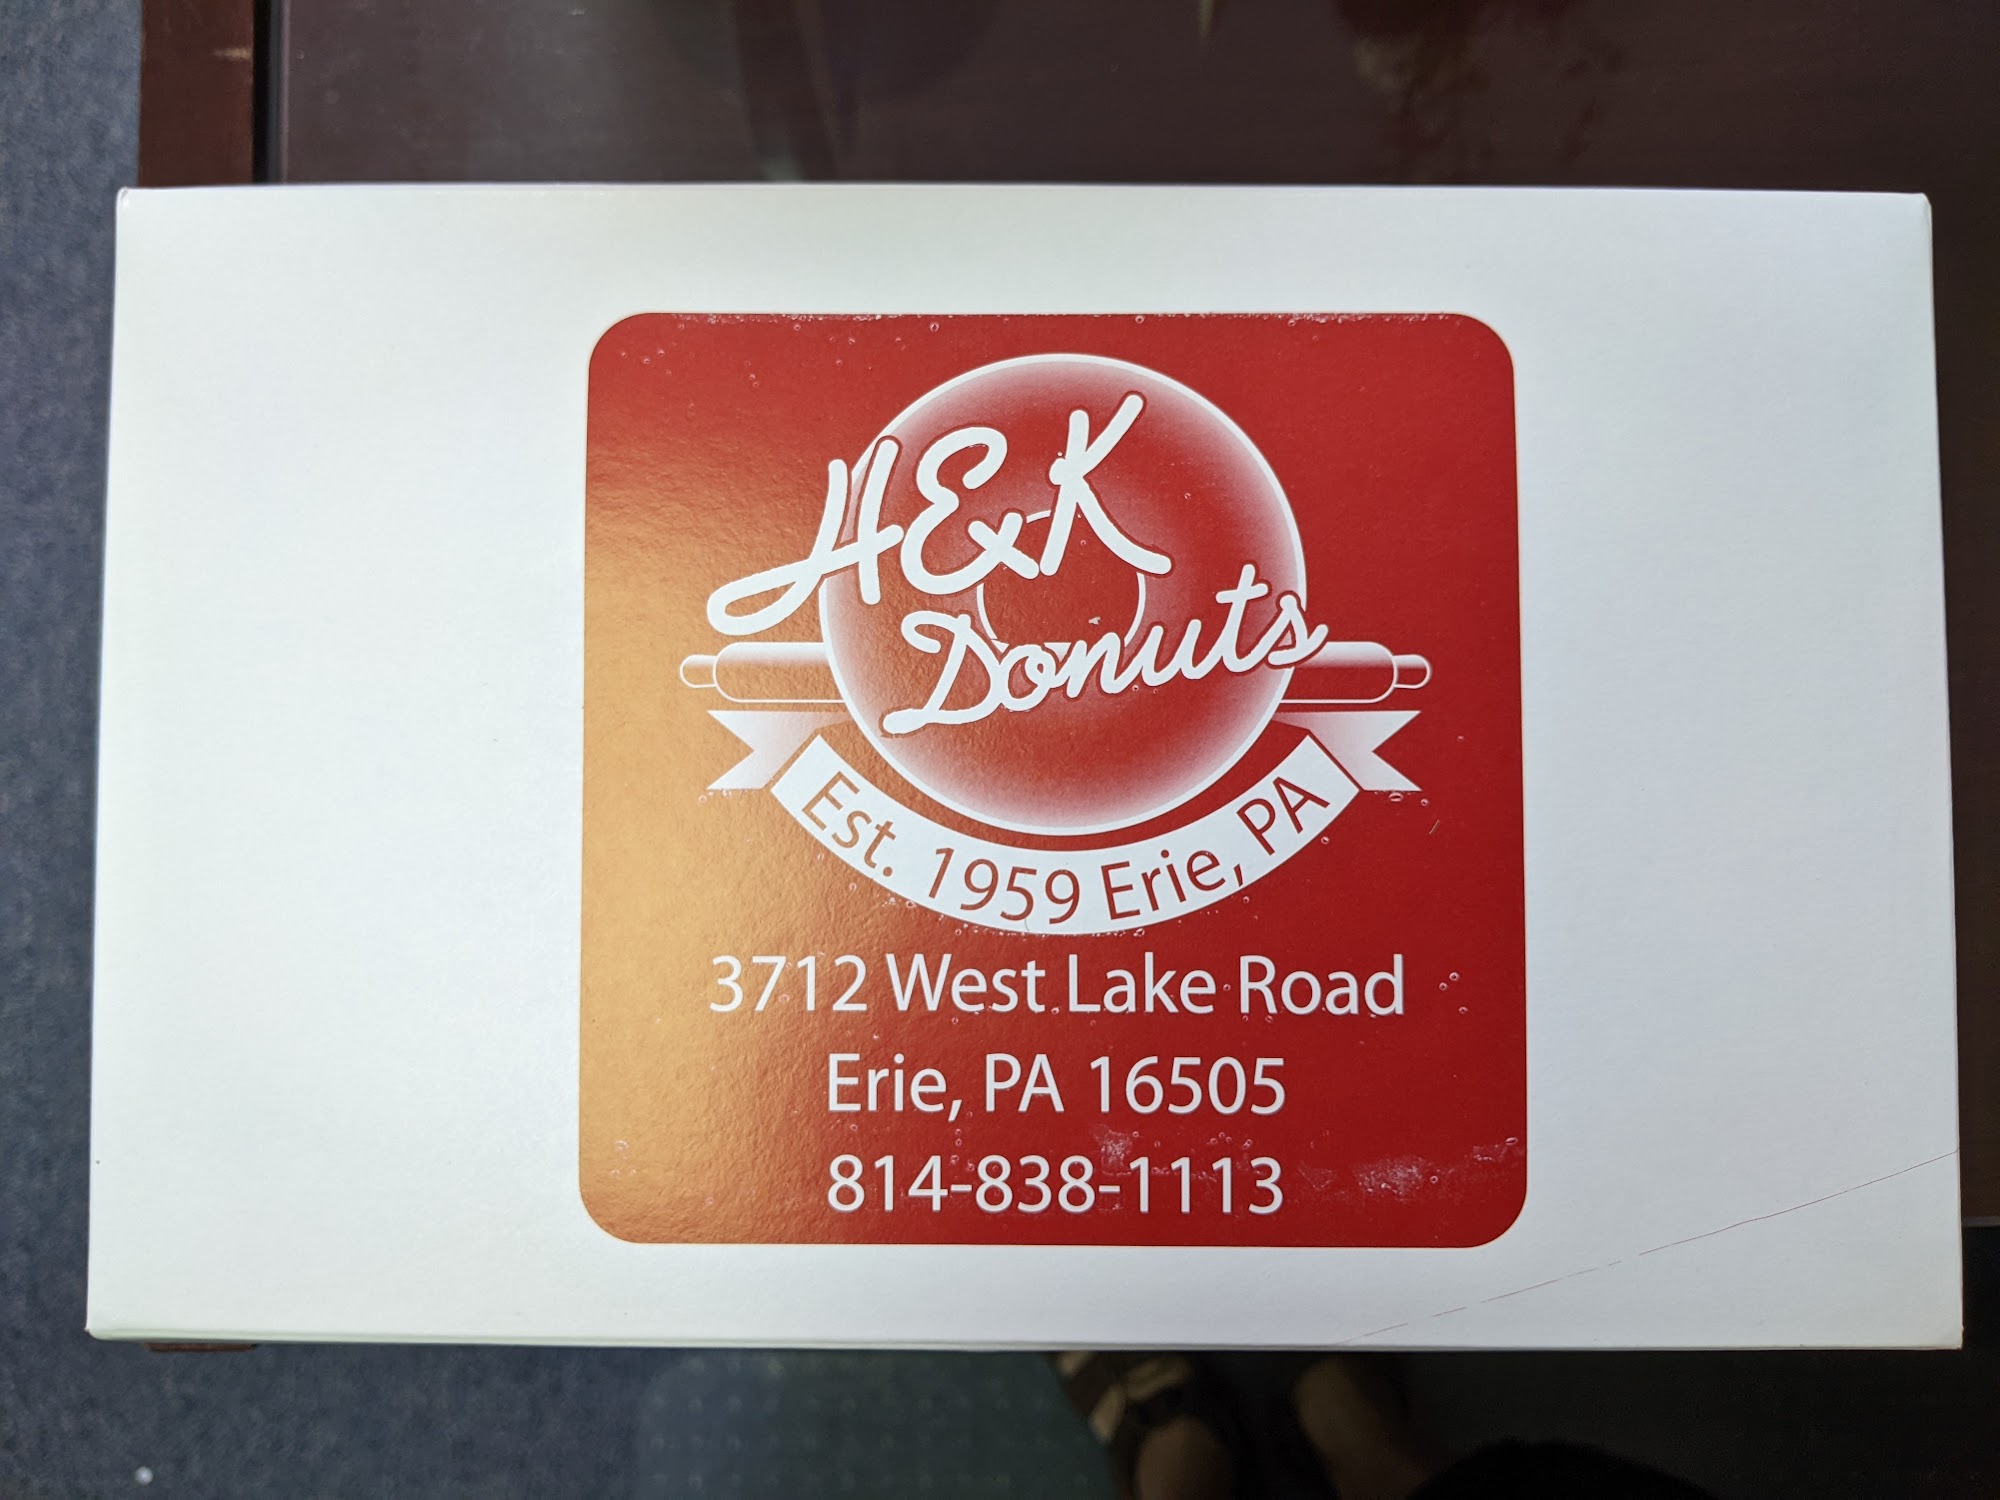 H&K
Donuts
Est. 1959 Erie, PA
3712 West Lake Road
Erie, PA 16505
814-838-1113